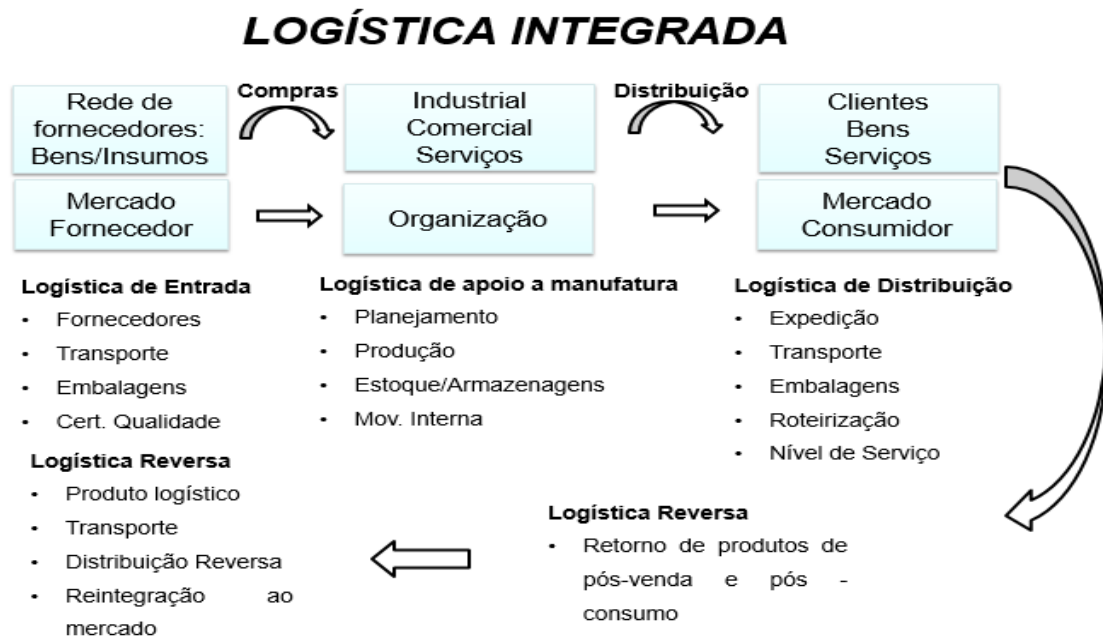 LOGÍSTICA INTEGRADA
Rede de
fornecedores:
Bens/Insumos
Compras
Industrial
Comercial
Serviços
Distribuição
Clientes
Bens
Serviços
Mercado
Fornecedor
Organização
Mercado
Consumidor
Logística de Entrada
• Fornecedores
• Transporte
• Embalagens
• Cert. Qualidade
Logística de apoio a manufatura
• Planejamento
• Produção
• Estoque/Armazenagens
• Mov. Interna
Logística de Distribuição
• Expedição
• Transporte
• Embalagens
• Roteirização
• Nível de Serviço
Logística Reversa
• Produto logístico
• Transporte
• Distribuição Reversa
• Reintegração ao
mercado
Logística Reversa
• Retorno de produtos de
pós-venda e pós -
consumo